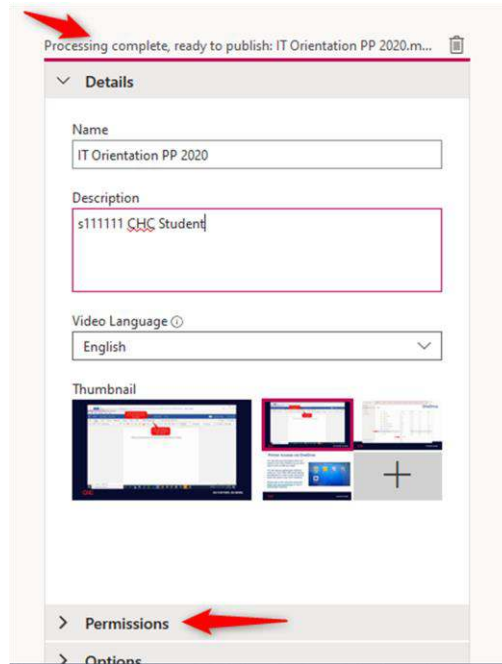 Processing complete, ready to publish: IT Orientation PP 2020.m...
Details
Name
IT Orientation PP 2020
Description
s111111 CHC Student
Video Language
English
Thumbnail
CHC
Permissions
Options